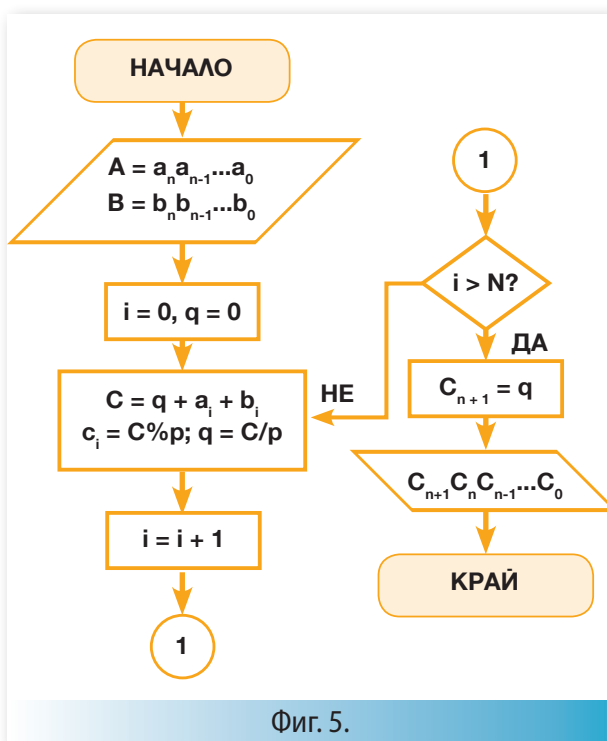 НАЧАЛО
A = aₙaₙ₋₁...a₀
B = bₙbₙ₋₁...b₀
i = 0, q = 0
C = q + aᵢ + bᵢ
cᵢ = C%p; q = C/p
i = i + 1
1
1
i > N?
НЕ
ДА
Cₙ₊₁ = q
Cₙ₊₁CₙCₙ₋₁...C₀
КРАЙ
Фиг. 5.